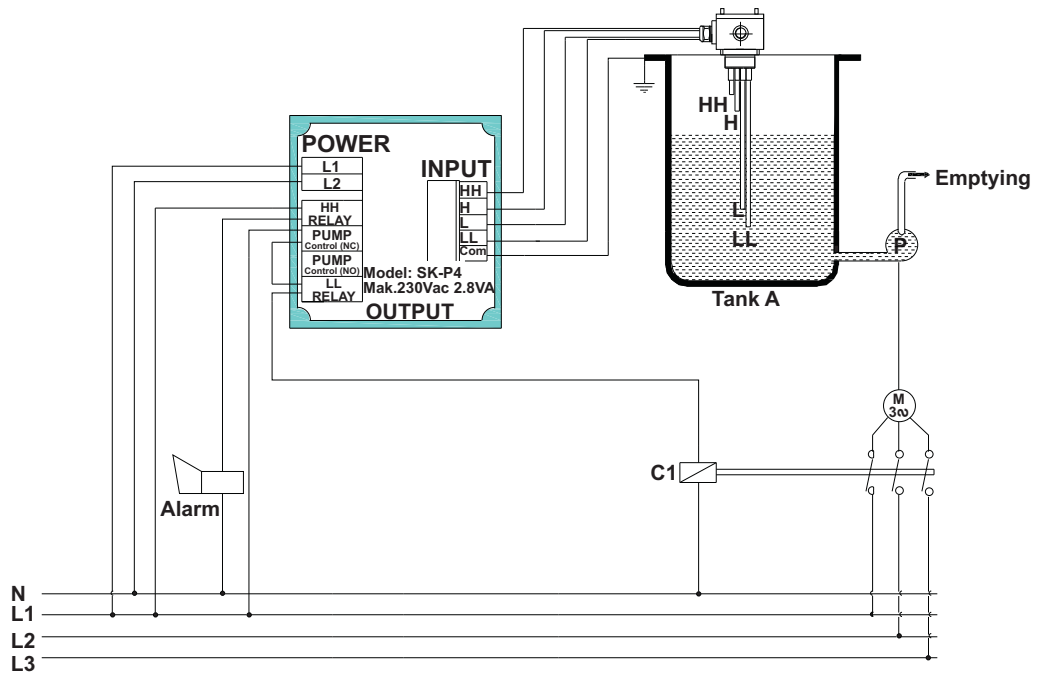 POWER
L1
L2
HH
RELAY
PUMP
Control (NC)
PUMP
Control (NO)
LL
RELAY
INPUT
HH
H
L
LL
Com
Model: SK-P4
Mak.230Vac 2.8VA
OUTPUT
HH
H
L
LL
Tank A
Emptying
P
M
3∾
C1
Alarm
N
L1
L2
L3